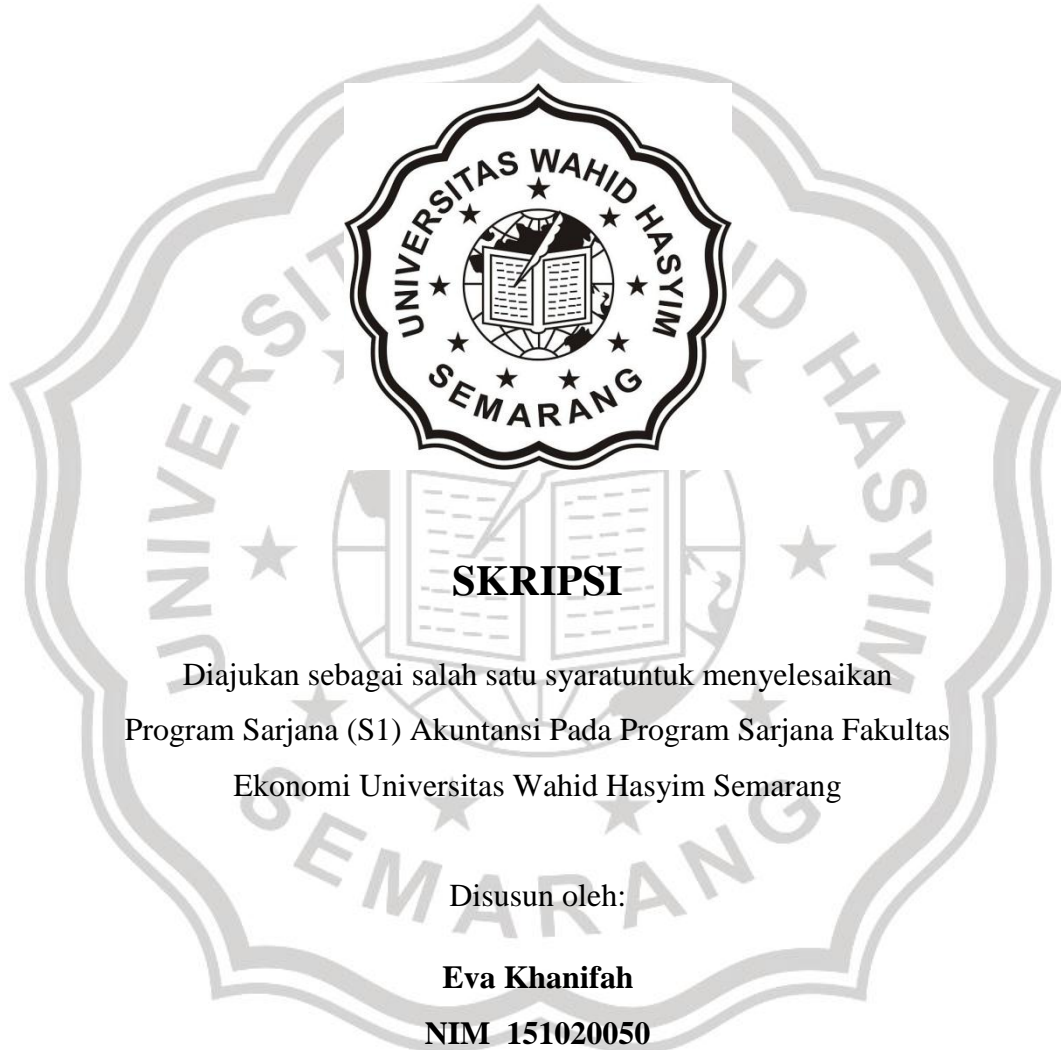 UNIVERSITAS WAHID HASYIM
SEMARANG
SKRIPSI
Diajukan sebagai salah satu syaratuntuk menyelesaikan
Program Sarjana (S1) Akuntansi Pada Program Sarjana Fakultas
Ekonomi Universitas Wahid Hasyim Semarang
Disusun oleh:
Eva Khanifah
NIM 151020050